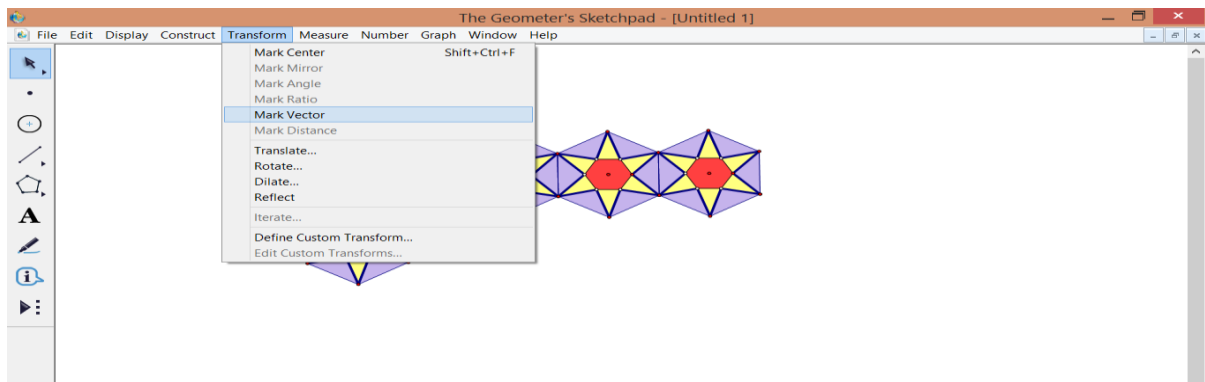 The Geometer's Sketchpad - [Untitled 1]
File Edit Display Construct Transform Measure Number Graph Window Help
Mark Center Shift+Ctrl+F
Mark Mirror
Mark Angle
Mark Ratio
Mark Vector
Mark Distance
Translate...
Rotate...
Dilate...
Reflect
Iterate...
Define Custom Transform...
Edit Custom Transforms...
A
i